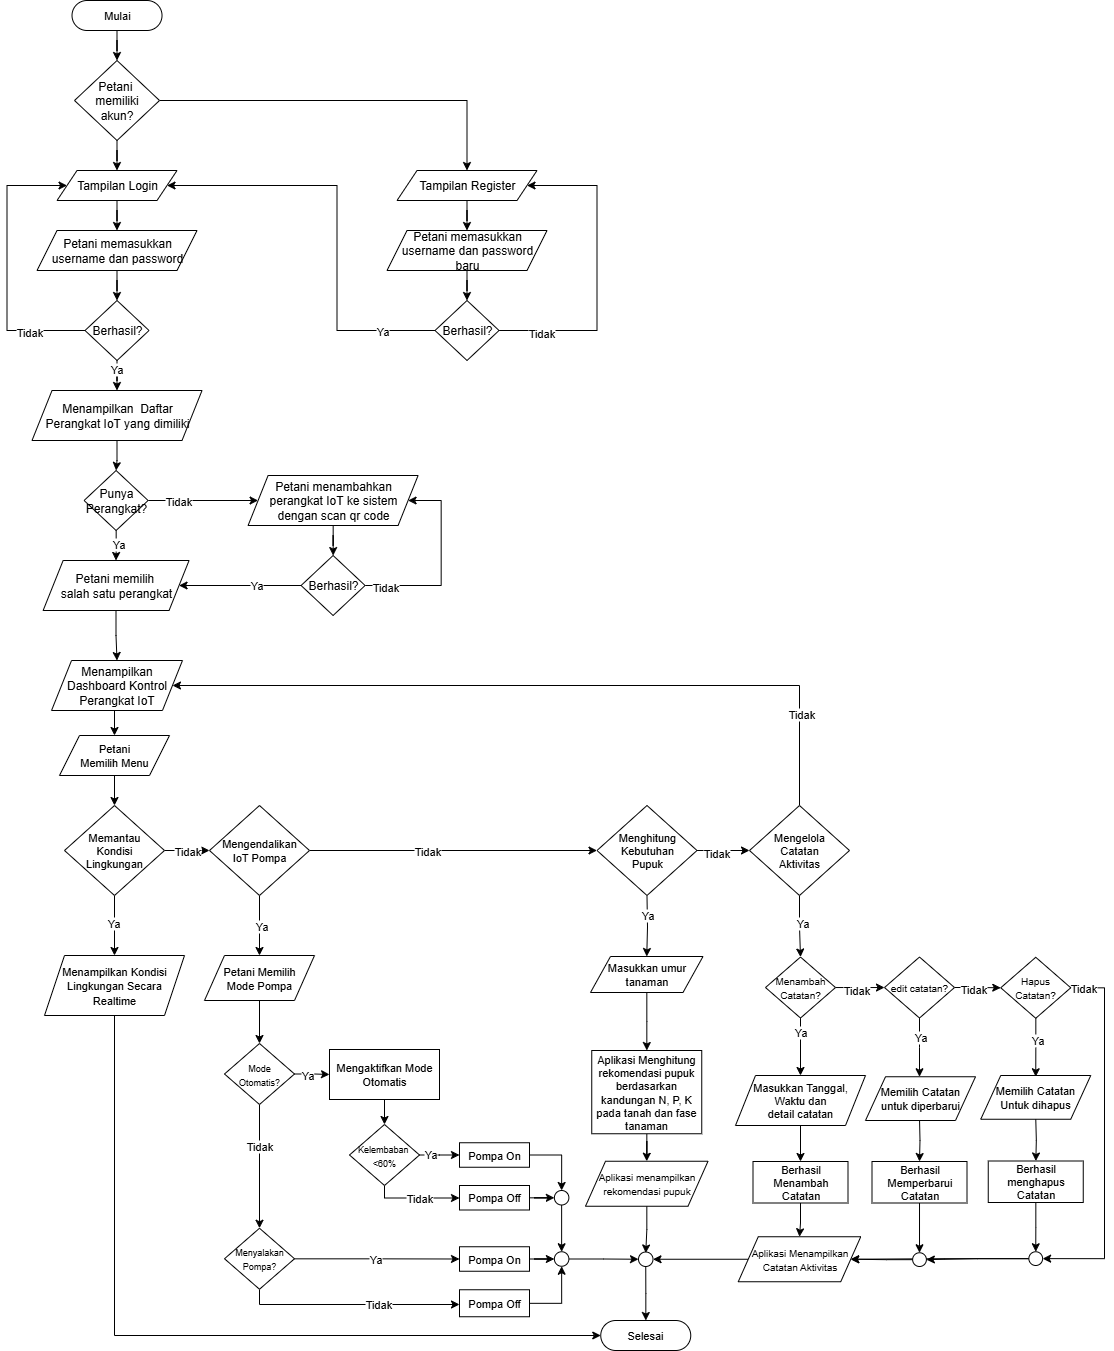 Mulai
Petani
memiliki
akun?
Tampilan Login
Tampilan Register
Petani memasukkan
username dan password
Petani memasukkan
username dan password
baru
Berhasil?
Tidak
Ya
Berhasil?
Ya
Tidak
Menampilkan Daftar
Perangkat IoT yang dimiliki
Punya
Perangkat?
Tidak
Ya
Petani menambahkan
perangkat IoT ke sistem
dengan scan qr code
Berhasil?
Ya
Tidak
Petani memilih
salah satu perangkat
Menampilkan
Dashboard Kontrol
Perangkat IoT
Tidak
Petani
Memilih Menu
Memantau
Kondisi
Lingkungan
Tidak
Mengendalikan
IoT Pompa
Tidak
Menghitung
Kebutuhan
Pupuk
Tidak
Mengelola
Catatan
Aktivitas
Ya
Ya
Ya
Ya
Menampilkan Kondisi
Lingkungan Secara
Realtime
Petani Memilih
Mode Pompa
Masukkan umur
tanaman
Menambah
Catatan?
Tidak
edit catatan?
Tidak
Hapus
Catatan?
Tidak
Ya
Ya
Ya
Mode
Otomatis?
Ya
Mengaktifkan Mode
Otomatis
Tidak
Aplikasi Menghitung
rekomendasi pupuk
berdasarkan
kandungan N, P, K
pada tanah dan fase
tanaman
Masukkan Tanggal,
Waktu dan
detail catatan
Memilih Catatan
untuk diperbarui
Memilih Catatan
Untuk dihapus
Kelembaban
<60%
Ya
Pompa On
Tidak
Pompa Off
Aplikasi menampilkan
rekomendasi pupuk
Berhasil
Menambah
Catatan
Berhasil
Memperbarui
Catatan
Berhasil
menghapus
Catatan
Menyalakan
Pompa?
Ya
Pompa On
Tidak
Pompa Off
Aplikasi Menampilkan
Catatan Aktivitas
Selesai